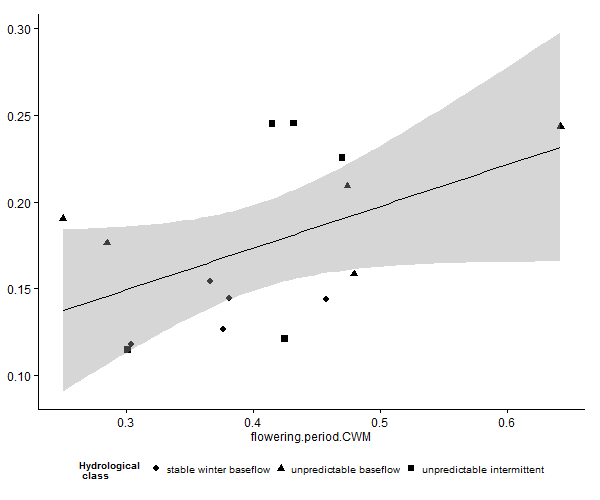 0.30
0.25
0.20
0.15
0.10
0.3 0.4 0.5 0.6
flowering.period.CWM
Hydrological
class
stable winter baseflow unpredictable baseflow unpredictable intermittent